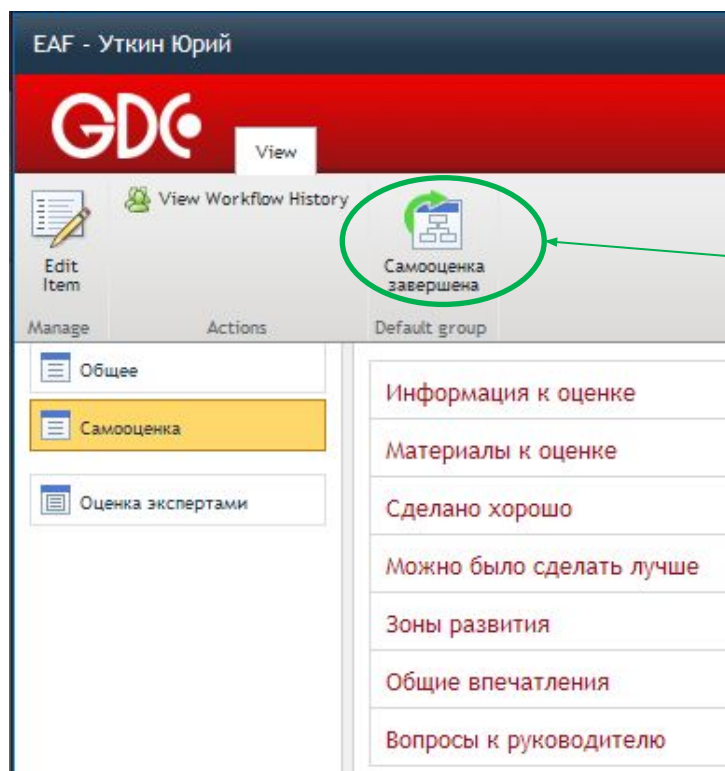 EAF - Уткин Юрий
GDC
View
View Workflow History
Edit
Item
Самооценка
завершена
Manage
Actions
Default group
Общее
Самооценка
Оценка экспертами
Информация к оценке
Материалы к оценке
Сделано хорошо
Можно было сделать лучше
Зоны развития
Общие впечатления
Вопросы к руководителю